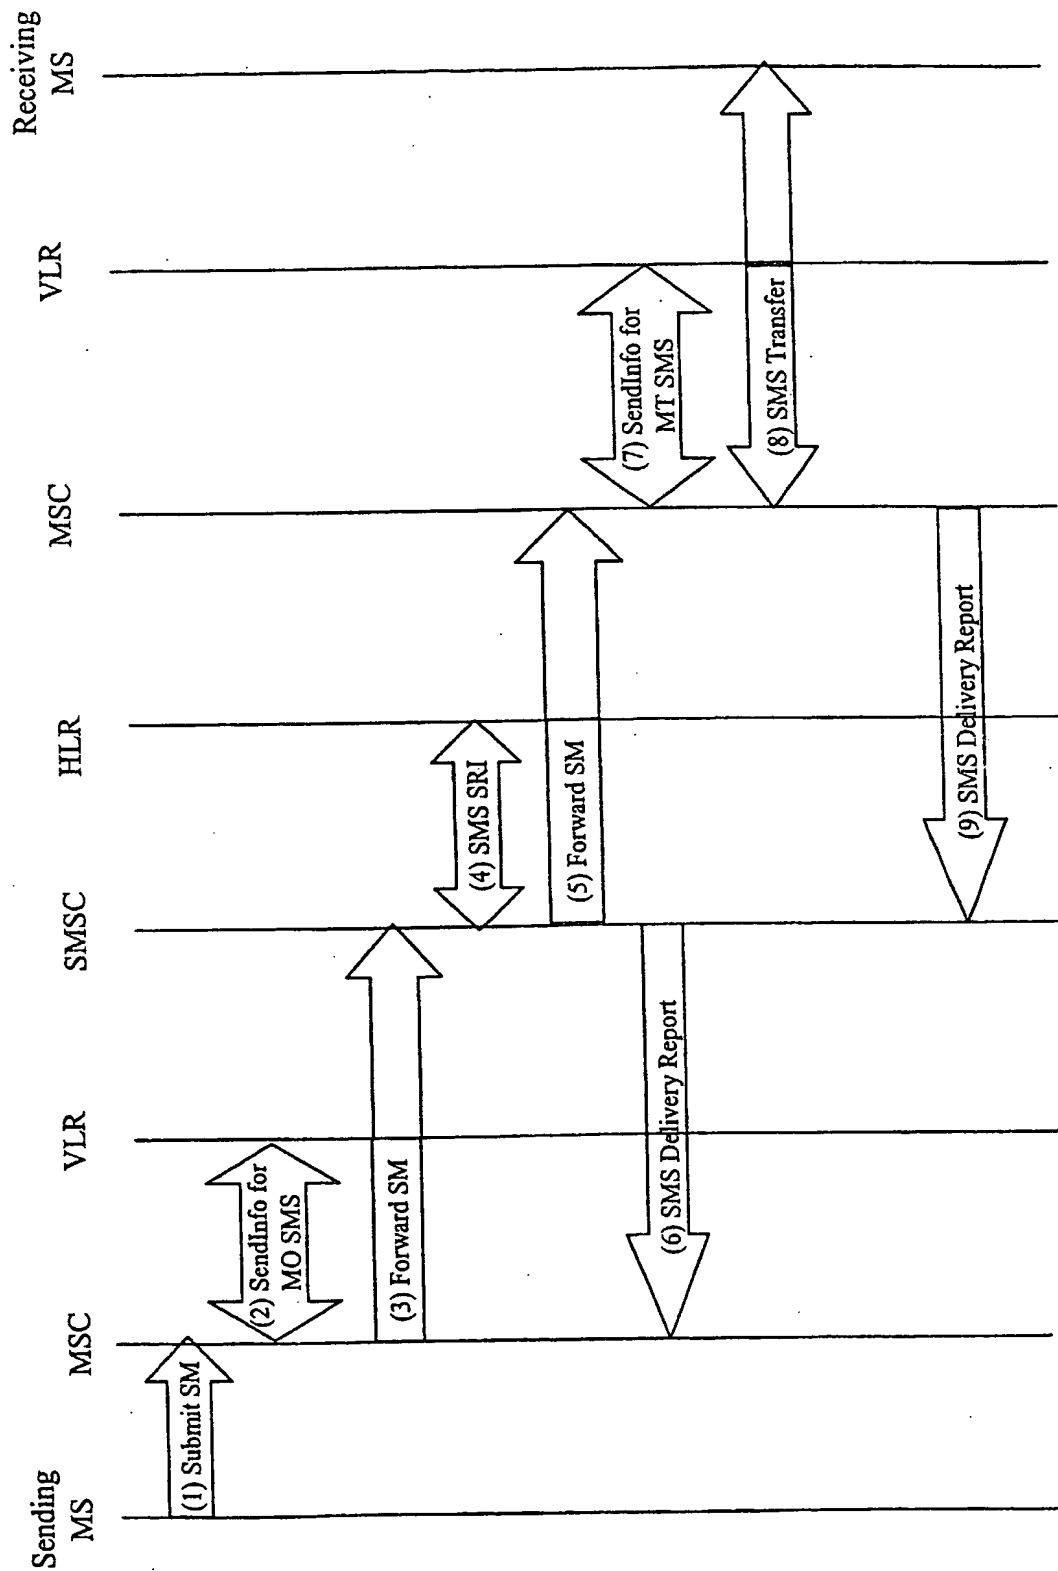 Sending
MS
MSC
VLR
SMSC
HLR
MSC
VLR
Receiving
MS
(1) Submit SM
(2) SendInfo for
MO SMS
(3) Forward SM
(4) SMS SRI
(5) Forward SM
(6) SMS Delivery Report
(7) SendInfo for
MT SMS
(8) SMS Transfer
(9) SMS Delivery Report